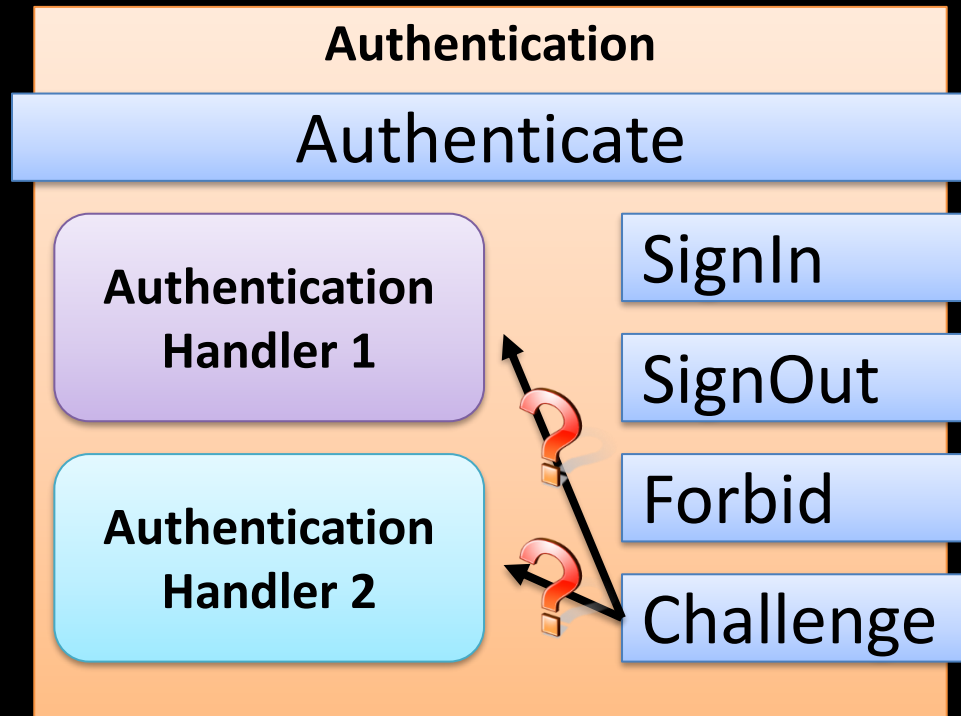 Authentication
Authenticate
Authentication
Handler 1
Authentication
Handler 2
SignIn
SignOut
Forbid
Challenge
?
?